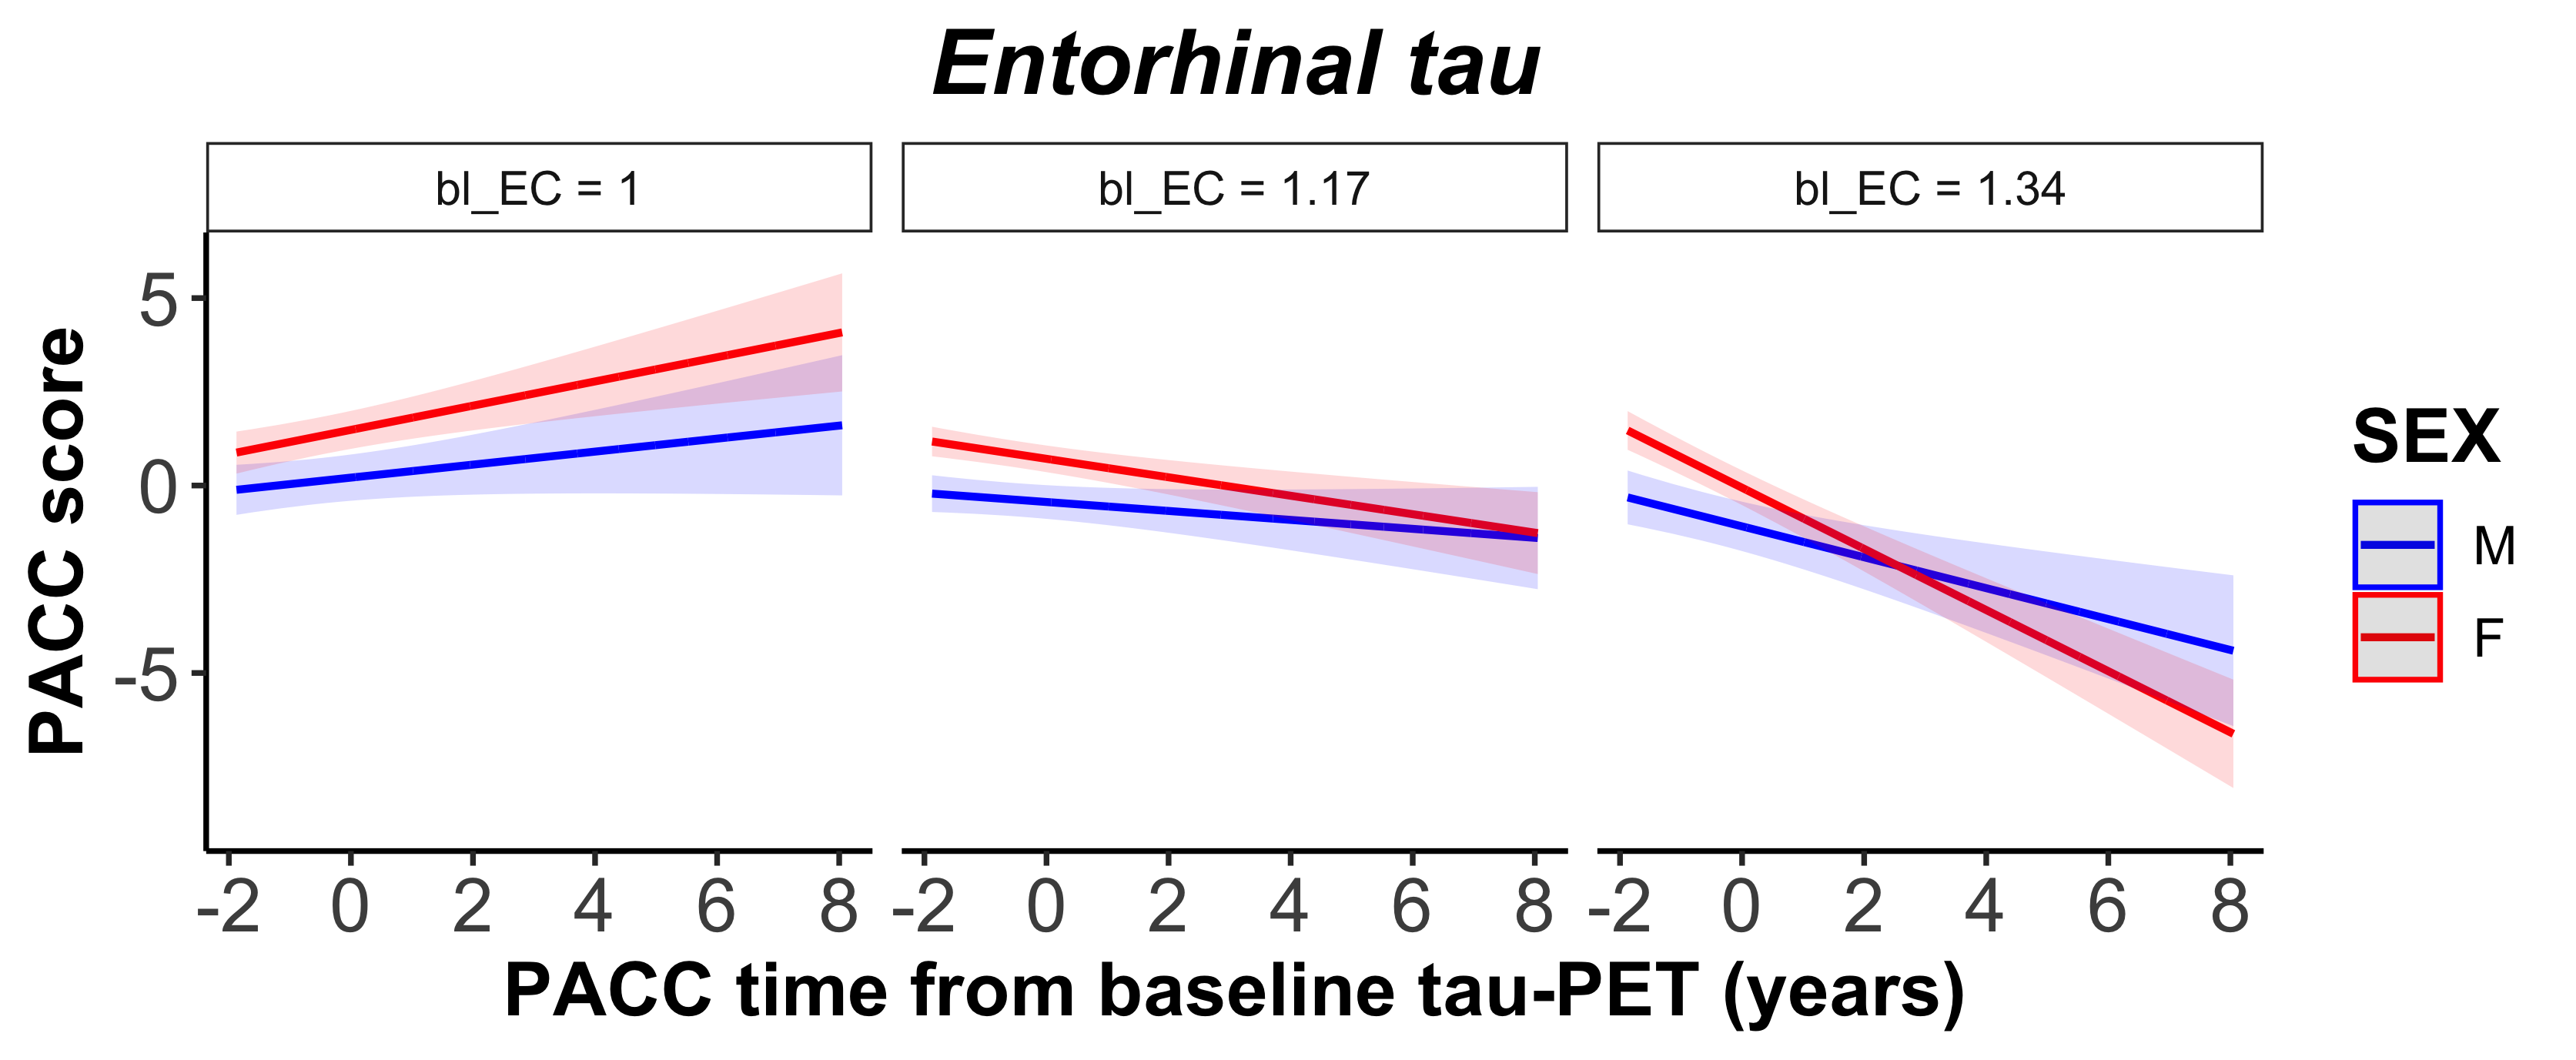 Entorhinal tau
bl_EC = 1
bl_EC = 1.17
bl_EC = 1.34
PACC score
5
0
-5
-2 0 2 4 6 8
-2 0 2 4 6 8
-2 0 2 4 6 8
PACC time from baseline tau-PET (years)
SEX
M
F